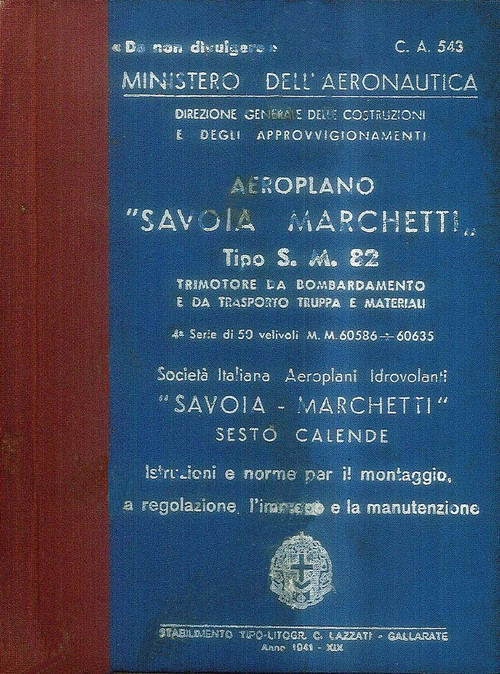 « Da non divulgare »
C. A. 543
MINISTERO DELL'AERONAUTICA
DIREZIONE GENERALE DELLE COSTRUZIONI
E DEGLI APPROVVIGIONAMENTI
AEROPLANO
"SAVOIA MARCHETTI„
Tipo S. M. 82
TRIMOTORE DA BOMBARDAMENTO
E DA TRASPORTO TRUPPA E MATERIALI
4ª Serie di 50 velivoli M. M. 60586 ÷ 60635
Società Italiana Aeroplani Idrovolanti
"SAVOIA - MARCHETTI"
SESTO CALENDE
Istruzioni e norme per il montaggio,
a regolazione, l'impiego e la manutenzione
STABILIMENTO TIPO-LITOGR. C. LAZZATI - GALLARATE
Anno 1941 - XIX